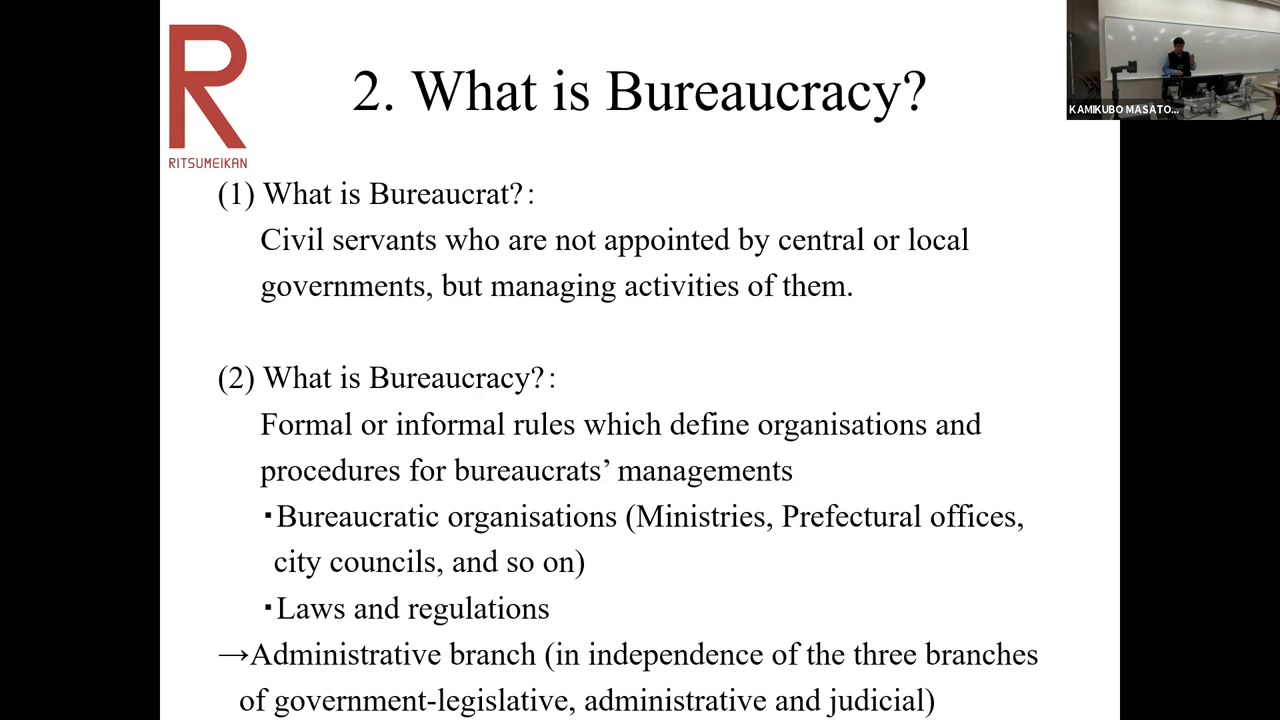 R
RITSUMEIKAN
2. What is Bureaucracy?
KAMIKUBO MASATO...
(1) What is Bureaucrat?:
Civil servants who are not appointed by central or local
governments, but managing activities of them.
(2) What is Bureaucracy?:
Formal or informal rules which define organisations and
procedures for bureaucrats’ managements
・Bureaucratic organisations (Ministries, Prefectural offices,
city councils, and so on)
・Laws and regulations
→Administrative branch (in independence of the three branches
of government-legislative, administrative and judicial)